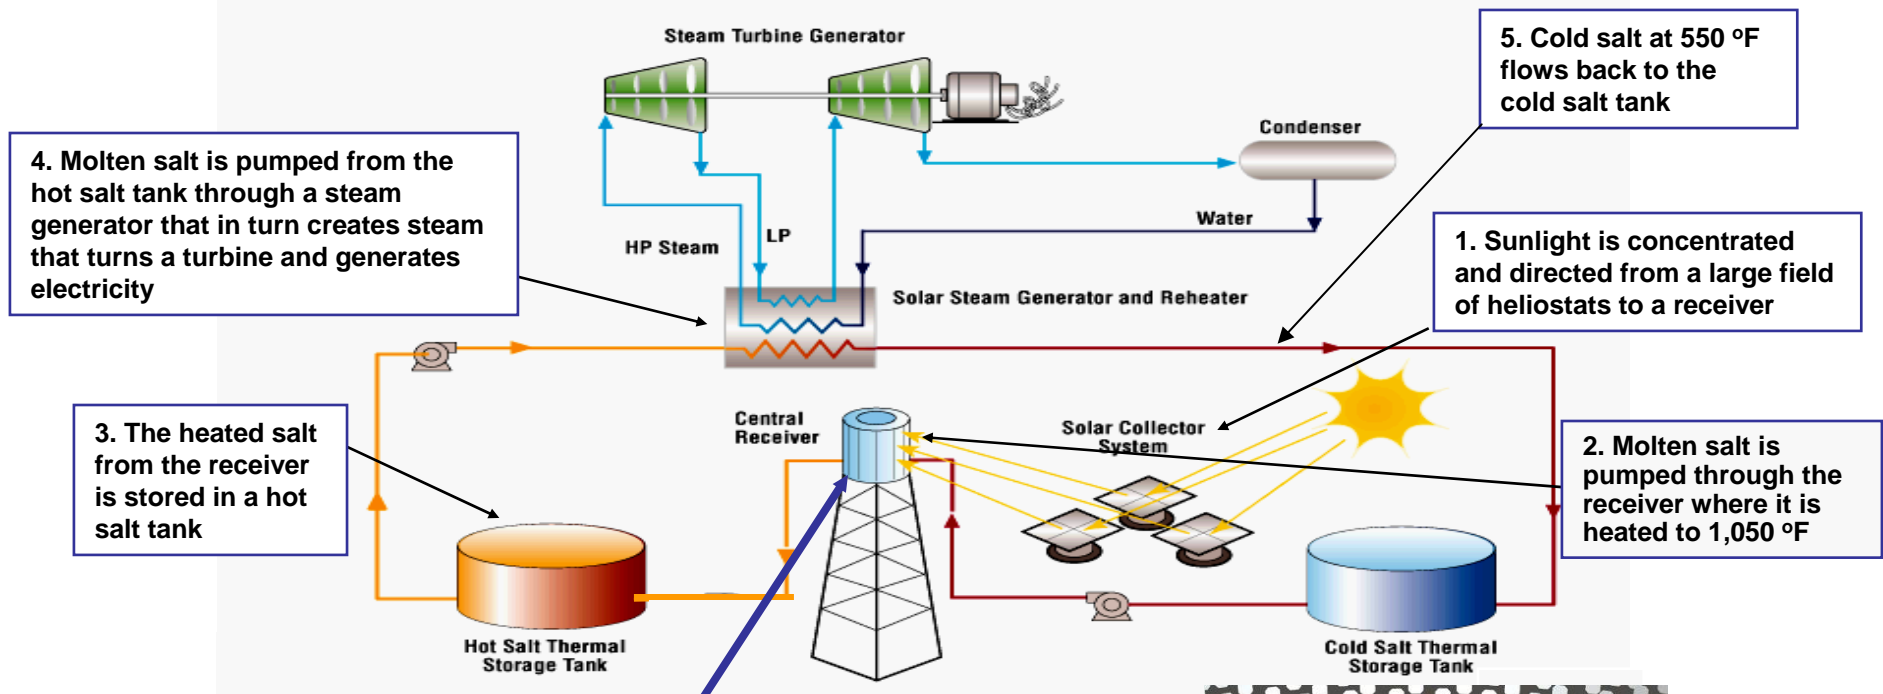 Steam Turbine Generator
5. Cold salt at 550 ºF
flows back to the
cold salt tank
Condenser
4. Molten salt is pumped from the
hot salt tank through a steam
generator that in turn creates steam
that turns a turbine and generates
electricity
Water
HP Steam
LP
1. Sunlight is concentrated
and directed from a large field
of heliostats to a receiver
Solar Steam Generator and Reheater
3. The heated salt
from the receiver
is stored in a hot
salt tank
Central
Receiver
Solar Collector
System
2. Molten salt is
pumped through the
receiver where it is
heated to 1,050 ºF
Hot Salt Thermal
Storage Tank
Cold Salt Thermal
Storage Tank